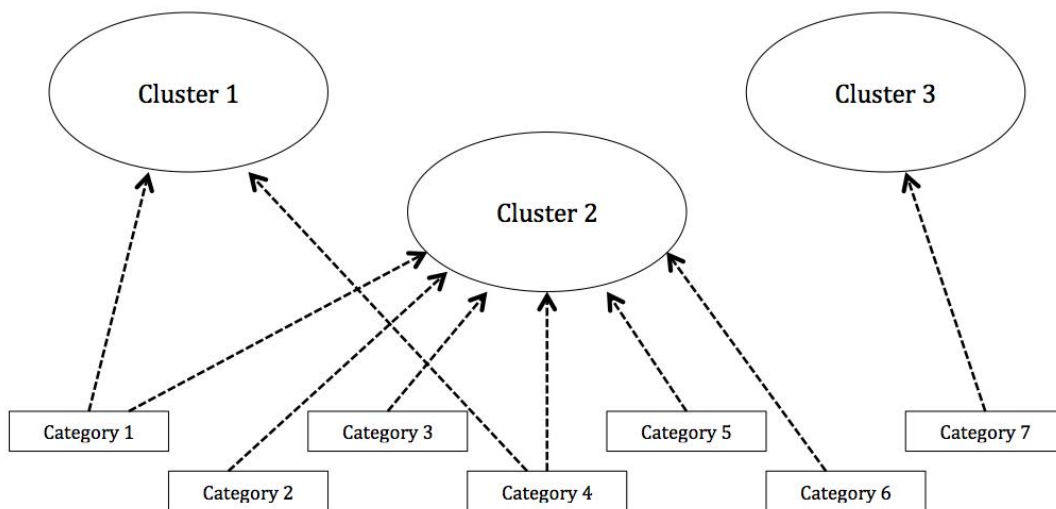 Cluster 1
Cluster 3
Cluster 2
Category 1
Category 3
Category 5
Category 7
Category 2
Category 4
Category 6